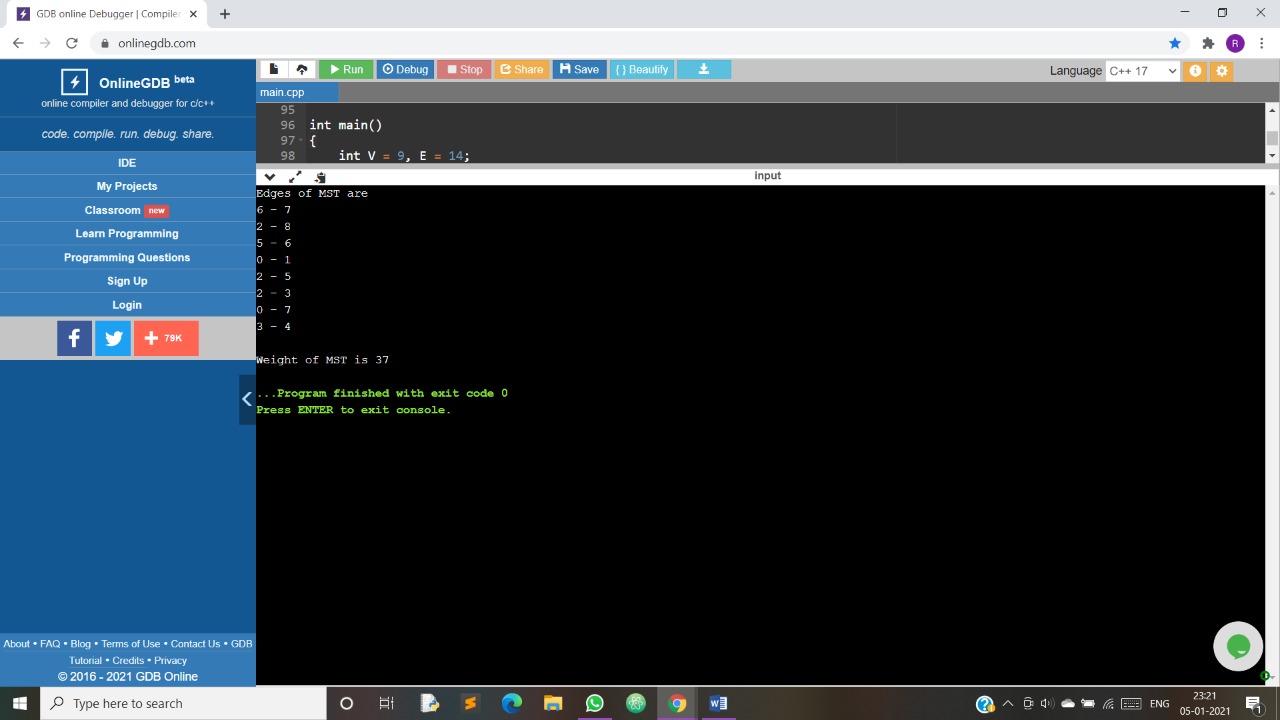 GDB online Debugger | Compiler
onlinegdb.com
R
OnlineGDB beta
online compiler and debugger for c/c++
code. compile. run. debug. share.
IDE
My Projects
Classroom new
Learn Programming
Programming Questions
Sign Up
Login
79K
About • FAQ • Blog • Terms of Use • Contact Us • GDB
Tutorial • Credits • Privacy
© 2016 - 2021 GDB Online
Run Debug Stop Share Save { } Beautify
Language C++ 17
main.cpp
95
96 int main()
97 {
98 int V = 9, E = 14;
input
Edges of MST are
6 - 7
2 - 8
5 - 6
0 - 1
2 - 5
2 - 3
0 - 7
3 - 4
Weight of MST is 37
...Program finished with exit code 0
Press ENTER to exit console.
Type here to search
ENG
23:21
05-01-2021
1